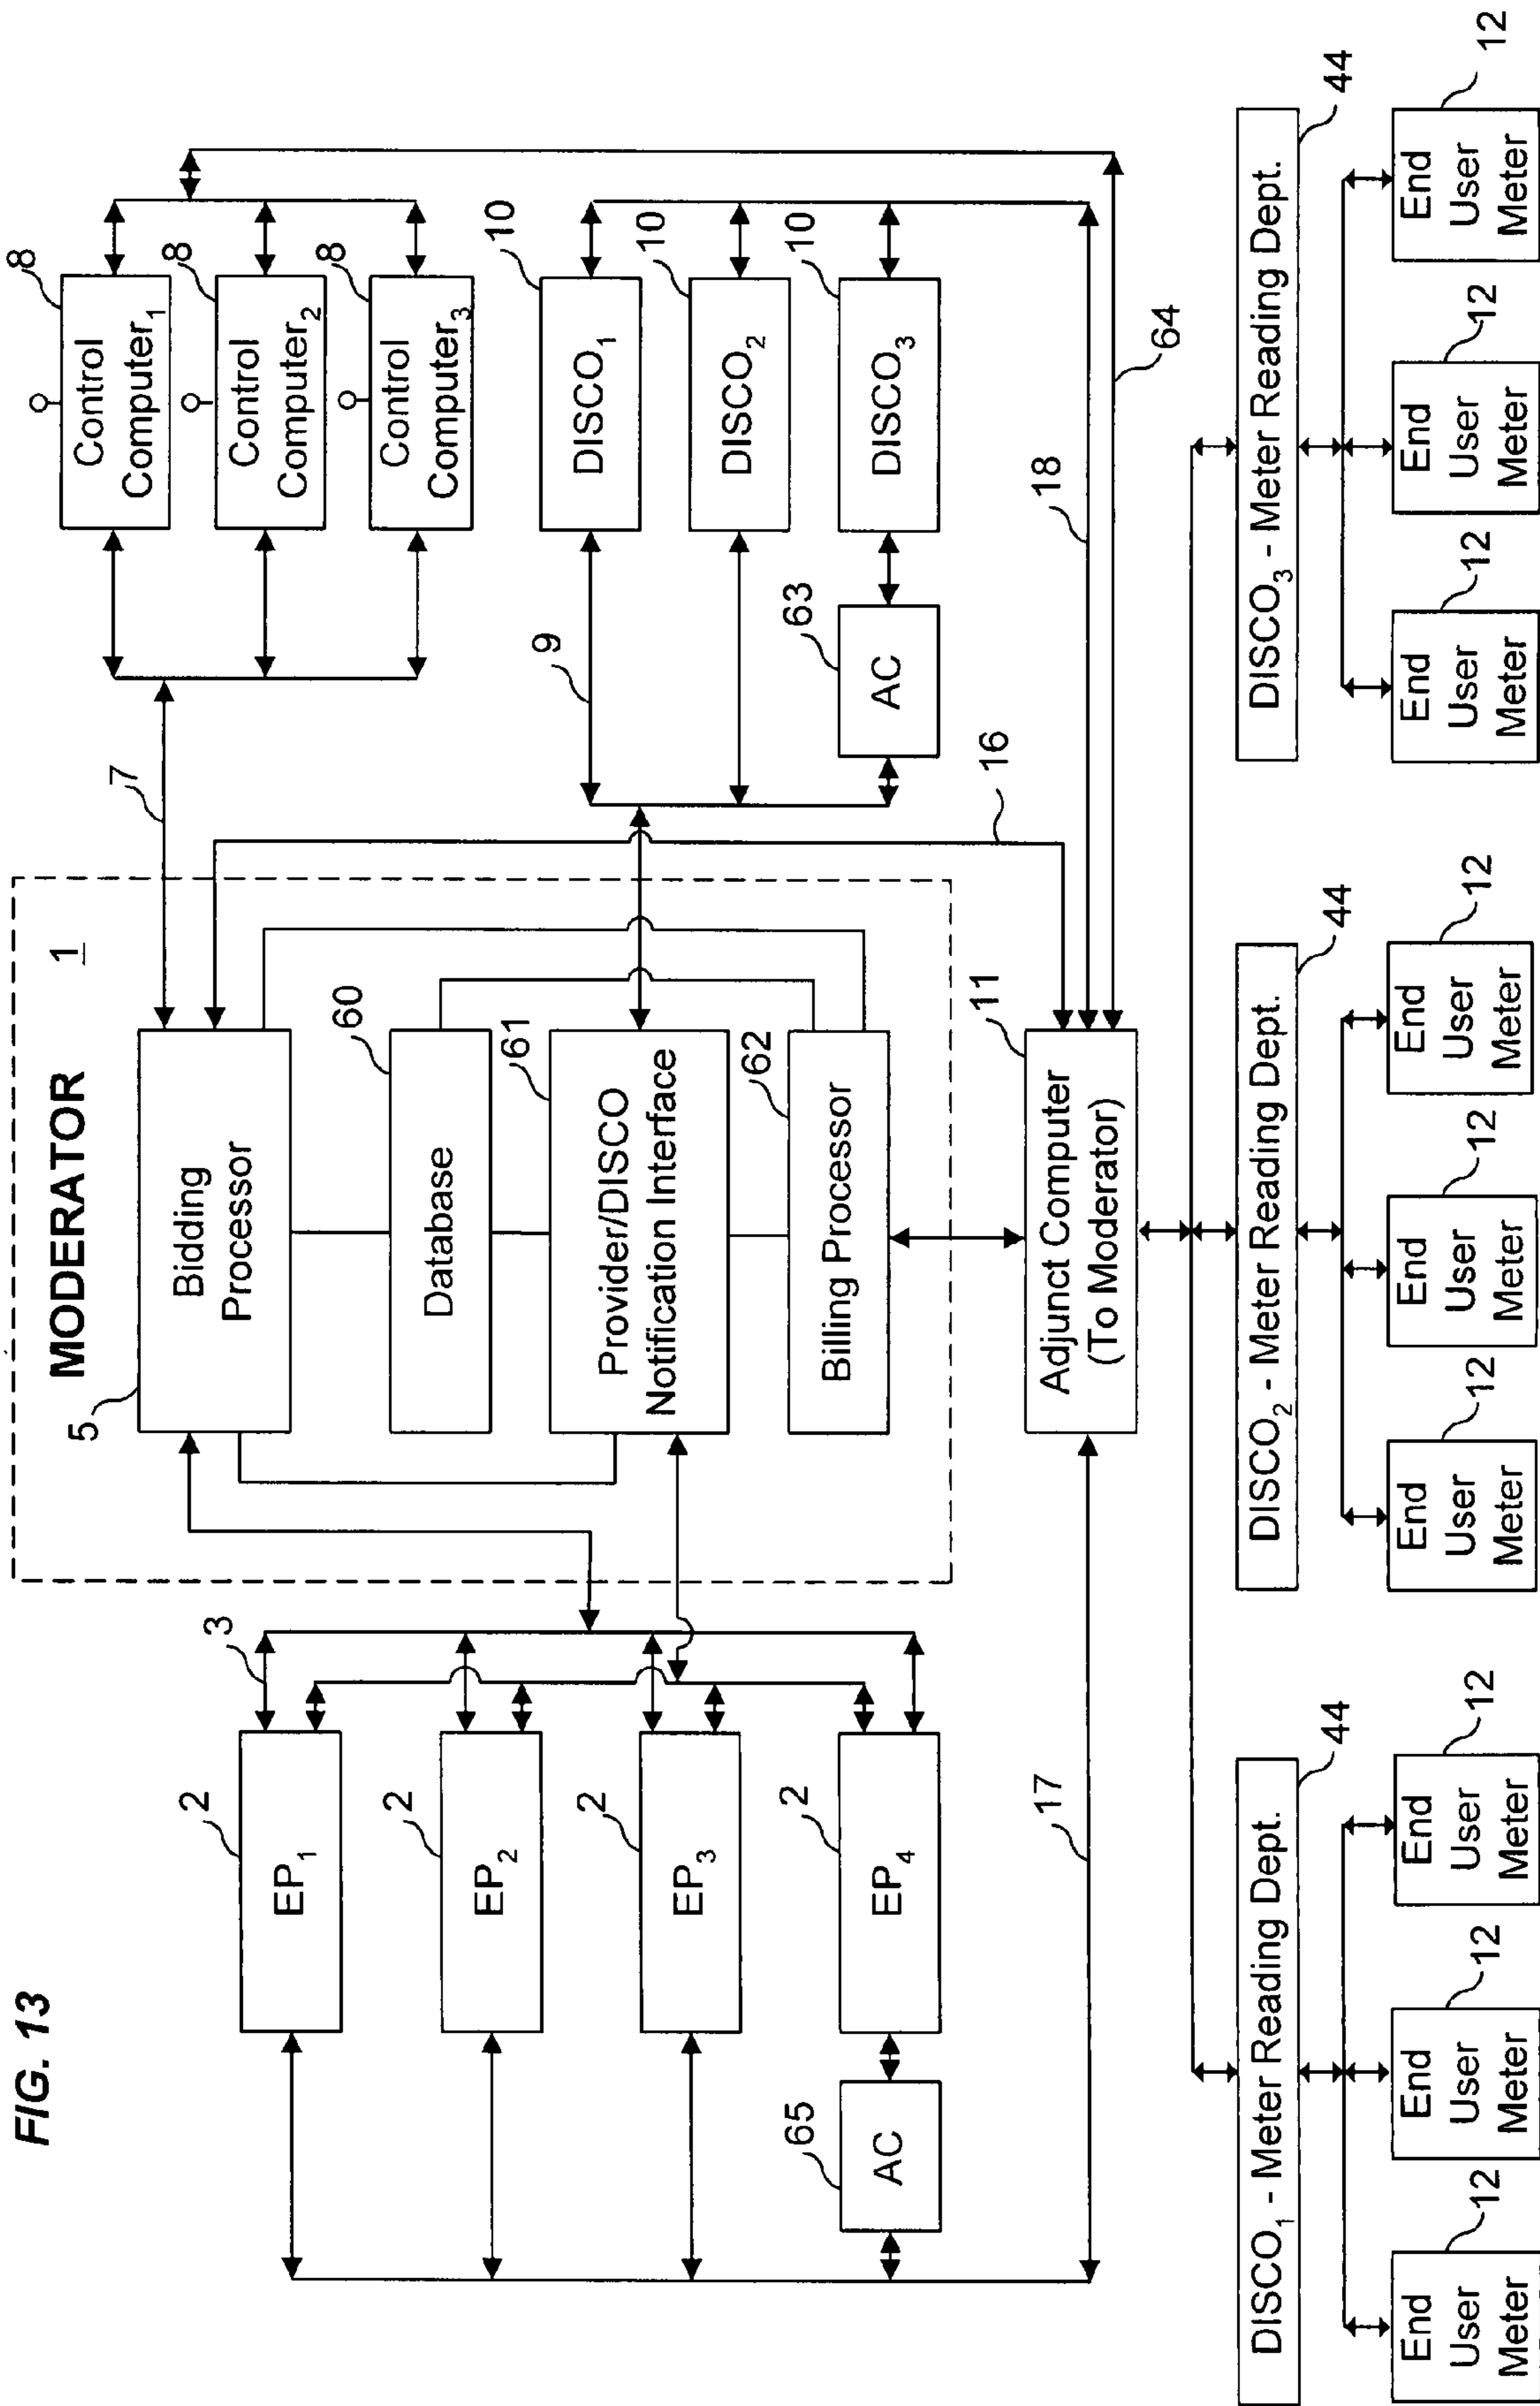 FIG. 13
MODERATOR
1
5
Bidding
Processor
60
Database
61
Provider/DISCO
Notification Interface
62
Billing Processor
3
2
EP1
2
EP2
2
EP3
2
EP4
65
AC
17
7
8
Control
Computer1
8
Control
Computer2
8
Control
Computer3
9
10
DISCO1
10
DISCO2
10
DISCO3
63
AC
16
18
64
11
Adjunct Computer
(To Moderator)
44
DISCO1 - Meter Reading Dept.
44
DISCO2 - Meter Reading Dept.
44
DISCO3 - Meter Reading Dept.
12
End
User
Meter
12
End
User
Meter
12
End
User
Meter
12
End
User
Meter
12
End
User
Meter
12
End
User
Meter
12
End
User
Meter
12
End
User
Meter
12
End
User
Meter